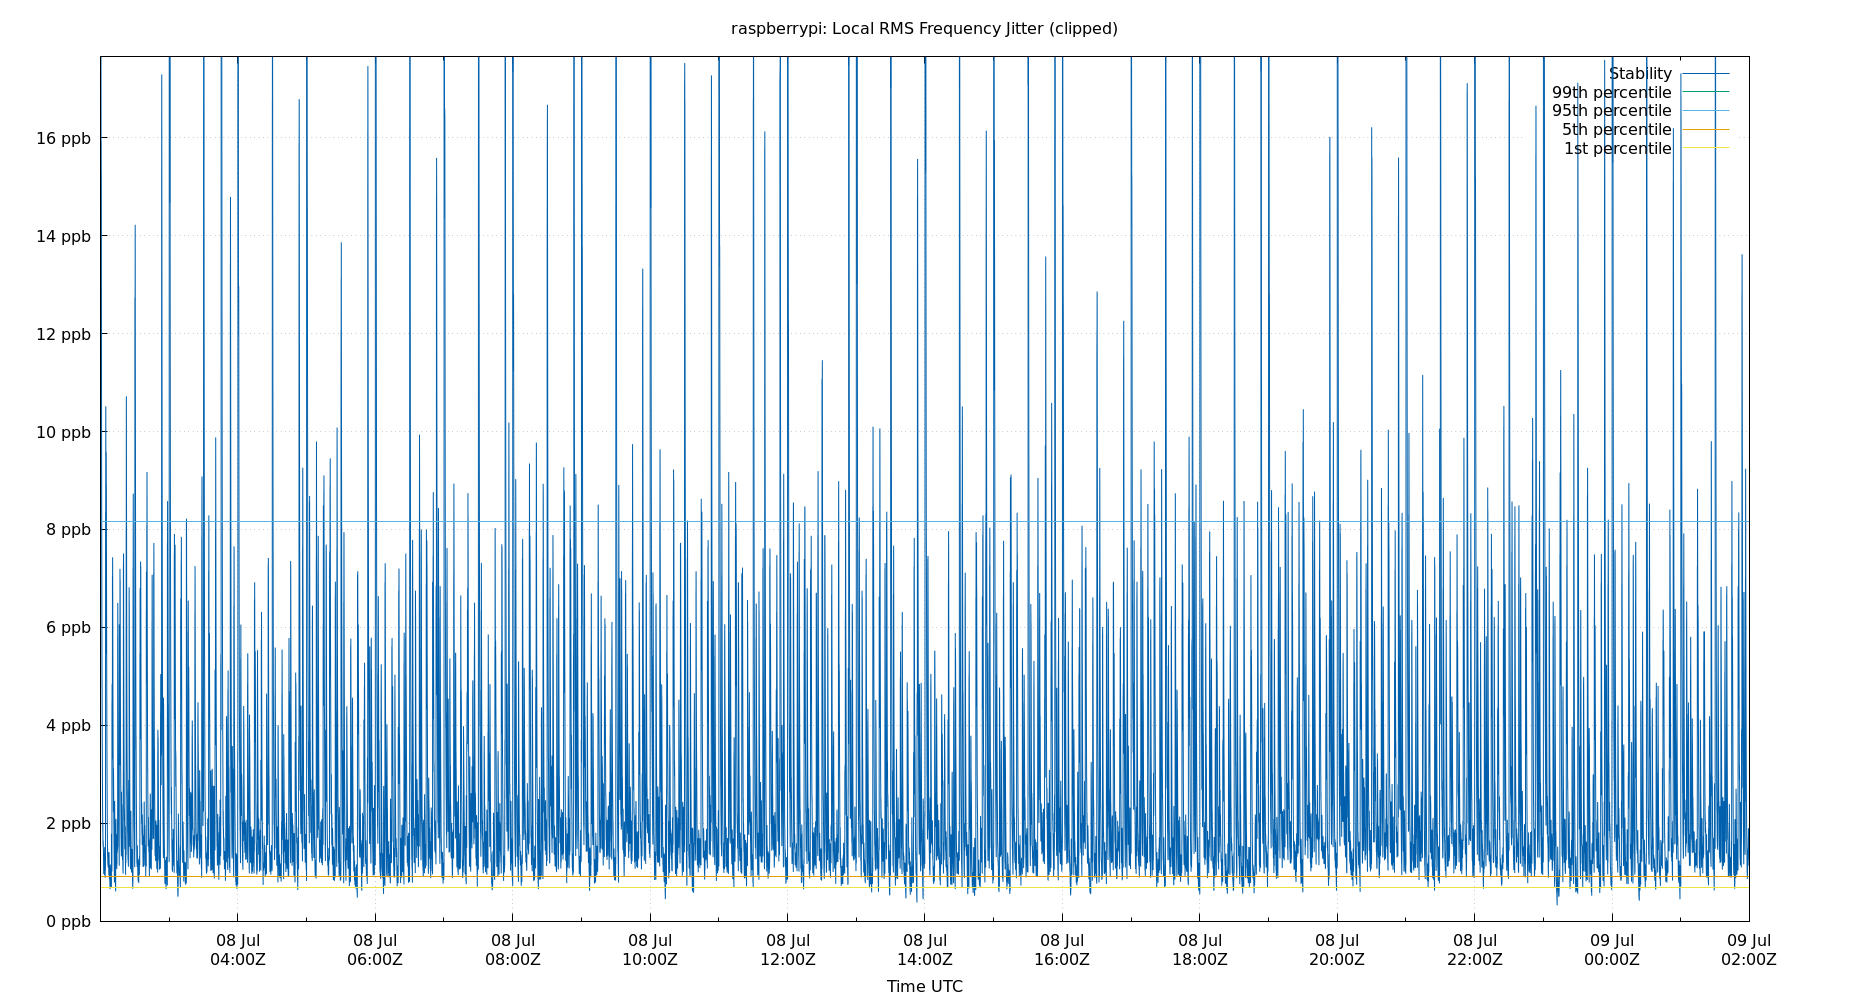 raspberrypi: Local RMS Frequency Jitter (clipped)
Stability
99th percentile
95th percentile
5th percentile
1st percentile
16 ppb
14 ppb
12 ppb
10 ppb
8 ppb
6 ppb
4 ppb
2 ppb
0 ppb
08 Jul 08 Jul 08 Jul 08 Jul 08 Jul 08 Jul 08 Jul 08 Jul 08 Jul 08 Jul 09 Jul 09 Jul
04:00Z 06:00Z 08:00Z 10:00Z 12:00Z 14:00Z 16:00Z 18:00Z 20:00Z 22:00Z 00:00Z 02:00Z
Time UTC